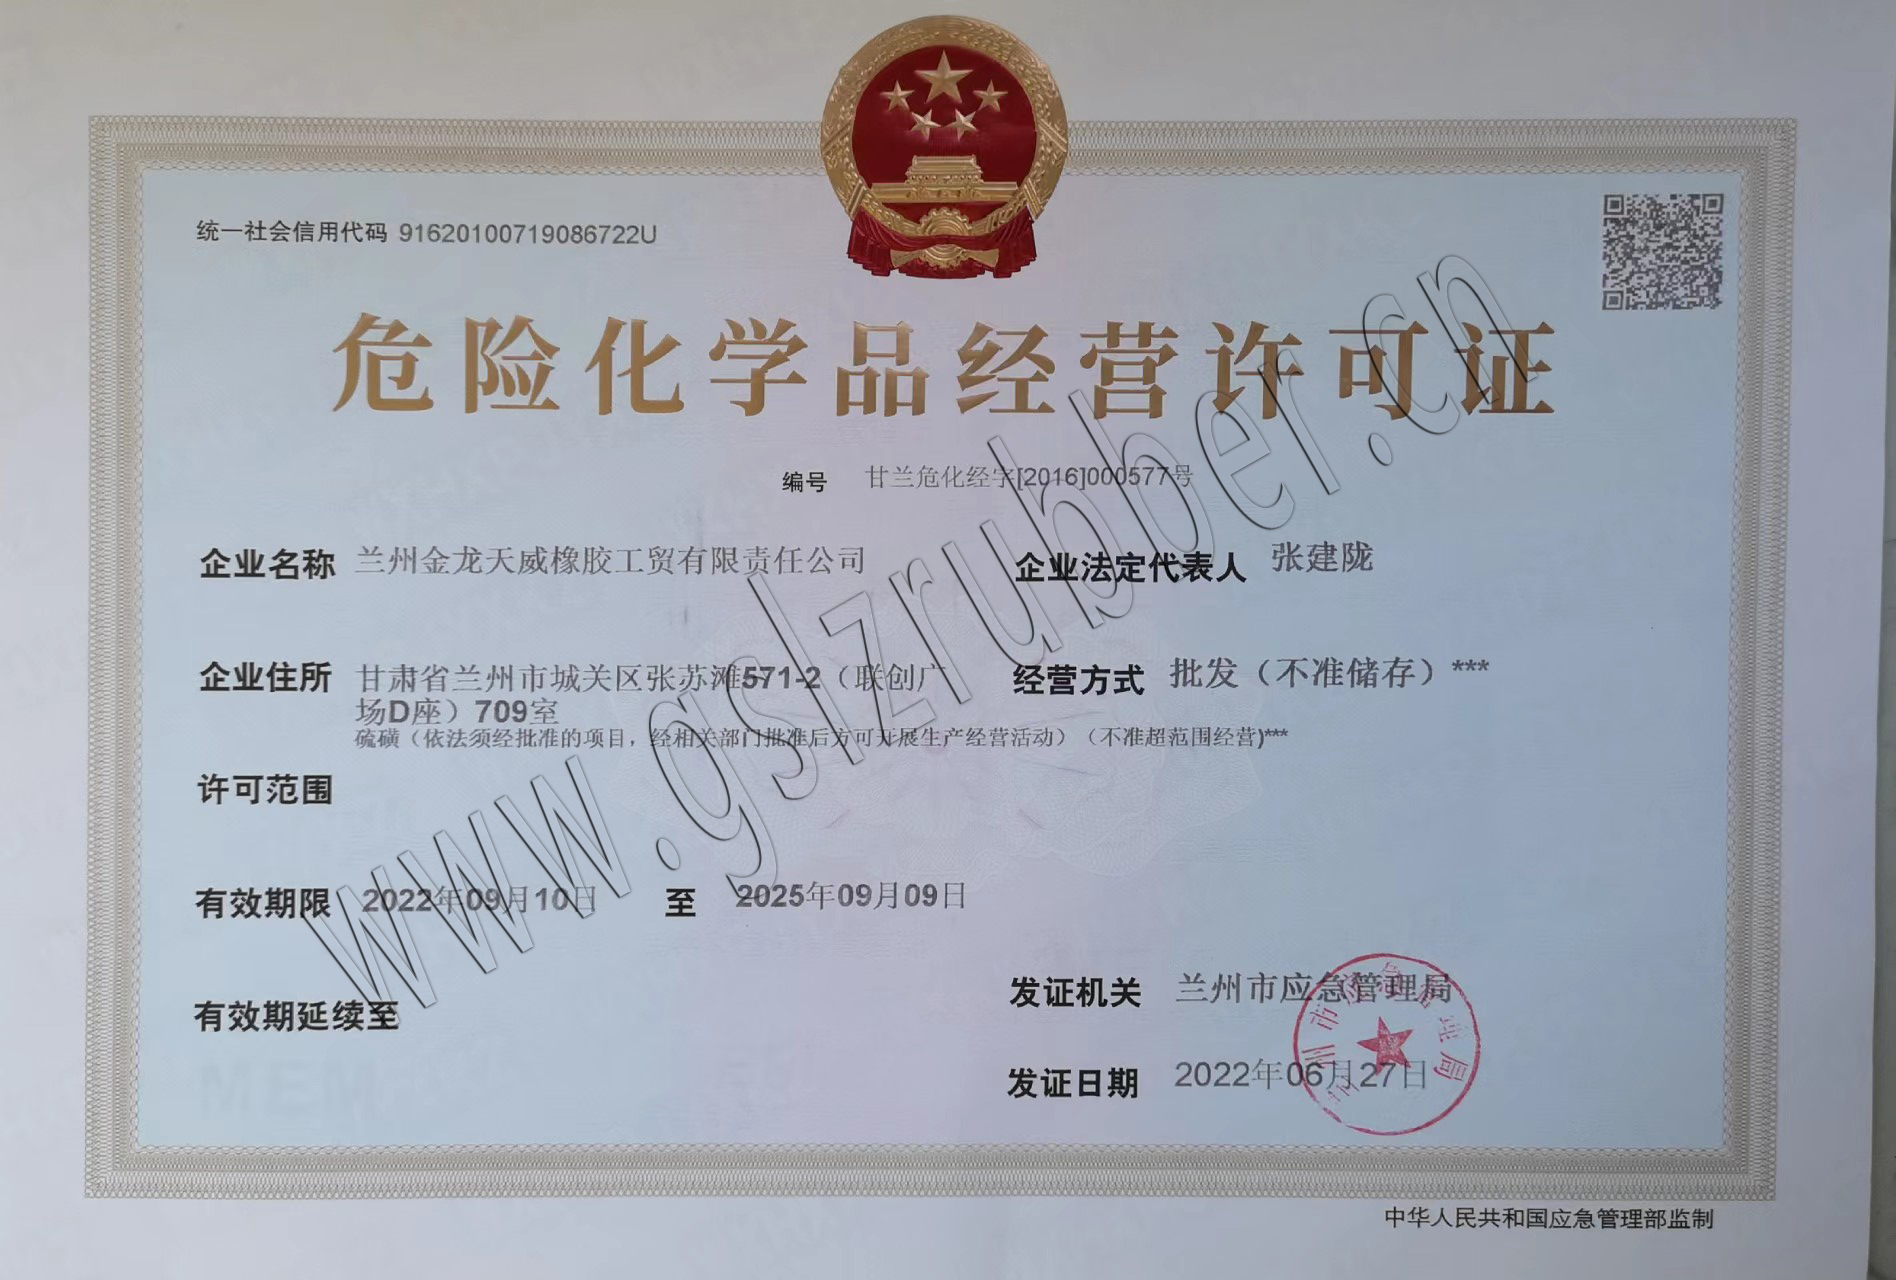 统一社会信用代码 91620100719086722U
危险化学品经营许可证
编号 甘兰危化经字[2016]000577号
企业名称 兰州金龙天威橡胶工贸有限责任公司
企业法定代表人 张建陇
企业住所 甘肃省兰州市城关区张苏滩571-2（联创广
场D座）709室
经营方式 批发（不准储存）***
硫磺（依法须经批准的项目，经相关部门批准后方可开展生产经营活动）（不准超范围经营)***
许可范围
有效期限 2022年09月10日 至 2025年09月09日
有效期延续至
发证机关 兰州市应急管理局
发证日期 2022年06月27日
兰州市应急管理局
MEM
中华人民共和国应急管理部监制
www.gslzrubber.cn